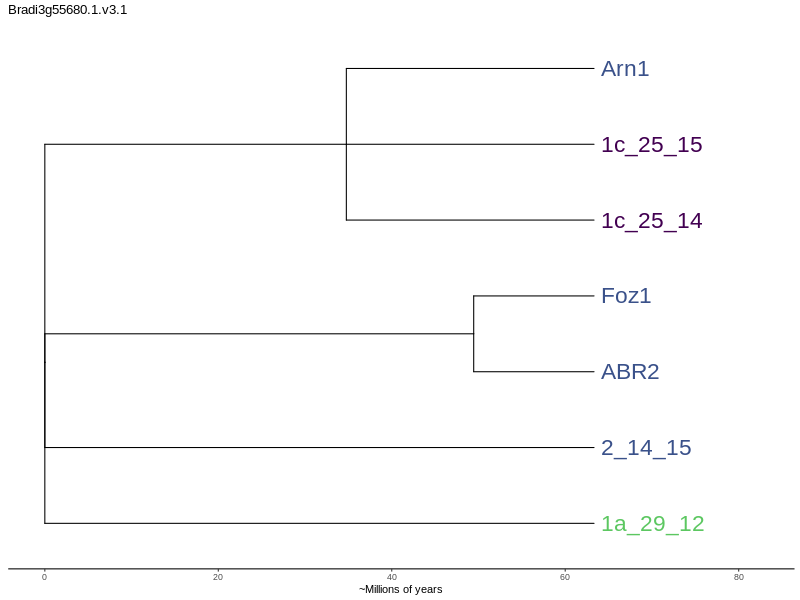 Bradi3g55680.1.v3.1
Arn1
1c_25_15
1c_25_14
Foz1
ABR2
2_14_15
1a_29_12
0 20 40 60 80
~Millions of years